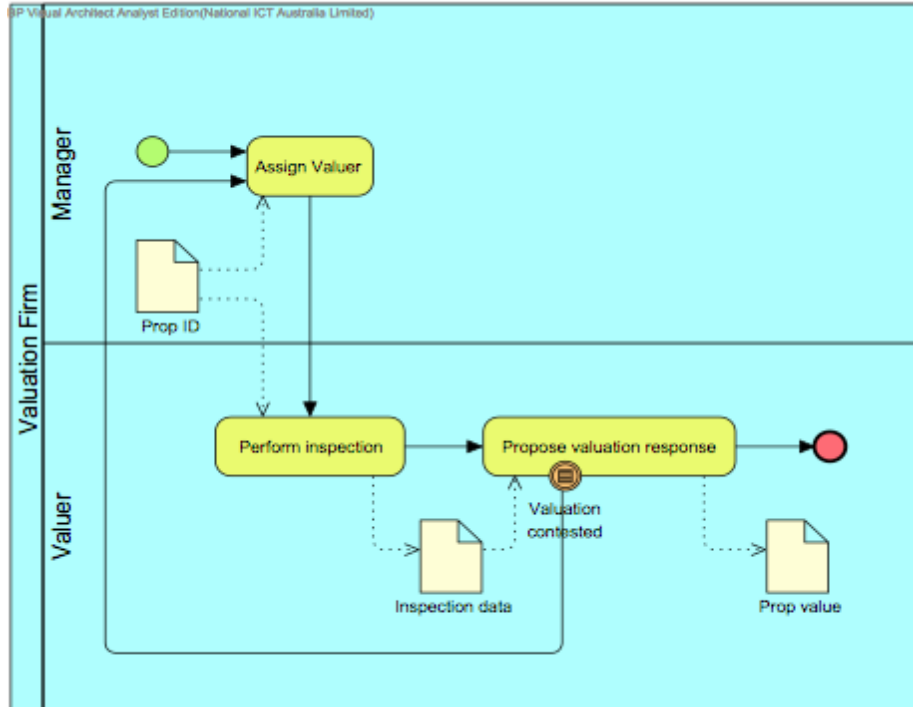 BP Visual Architect Analyst Edition(National ICT Australia Limited)
Valuation Firm
Manager
Assign Valuer
Prop ID
Valuer
Perform inspection
Propose valuation response
Valuation
contested
Inspection data
Prop value